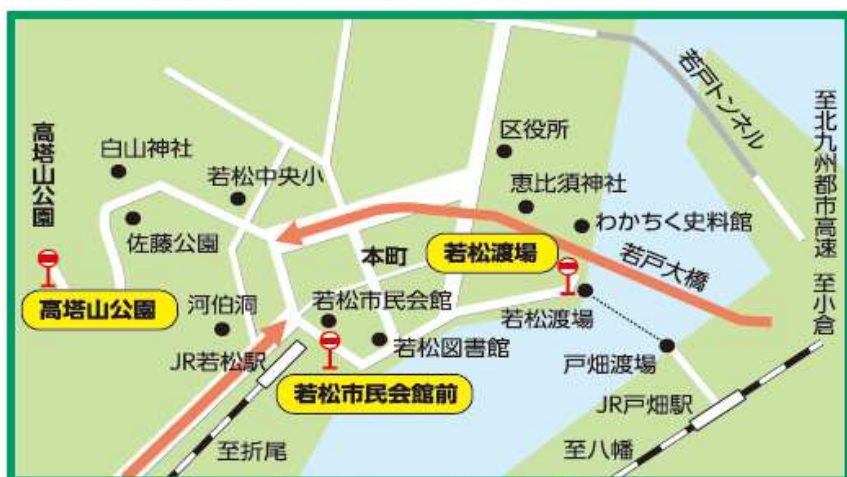 若戸トンネル
至北九州都市高速
至小倉
高塔山公園
白山神社
若松中央小
区役所
恵比須神社
わかちく史料館
佐藤公園
本町
若松渡場
若戸大橋
高塔山公園
河伯洞
若松市民会館
若松渡場
JR若松駅
若松図書館
戸畑渡場
若松市民会館前
JR戸畑駅
至折尾
至八幡